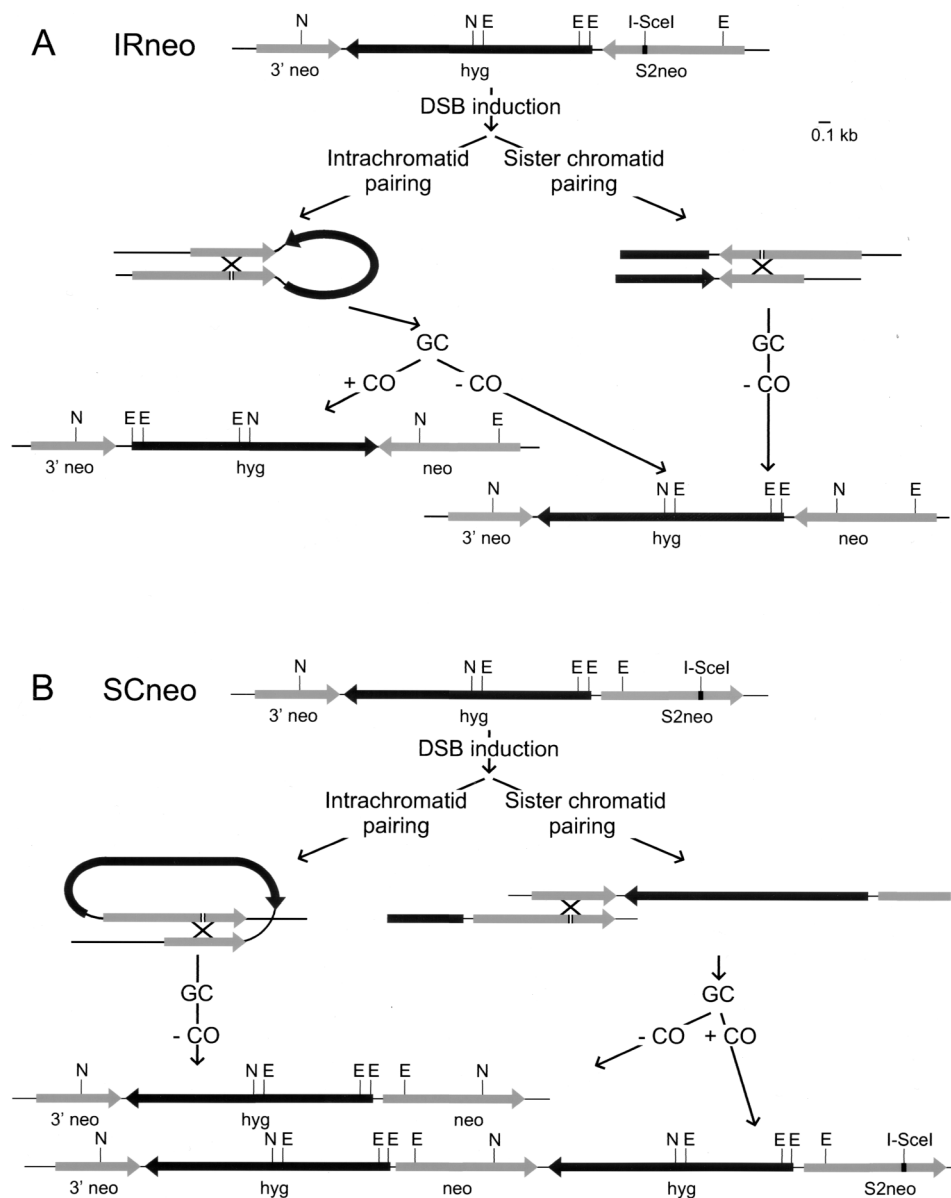 A IRneo
N N E E E I-SceI E
3' neo hyg S2neo
DSB induction
0.1 kb
Intrachromatid pairing
Sister chromatid pairing
GC
+ CO - CO
GC
- CO
N E E E N N E
3' neo hyg neo
N N E E E N E
3' neo hyg neo
B SCneo
N N E E E E I-SceI
3' neo hyg S2neo
DSB induction
Intrachromatid pairing
Sister chromatid pairing
GC
- CO
GC
- CO + CO
N N E E E E N
3' neo hyg neo
N N E E E E N N E E E E I-SceI
3' neo hyg neo hyg S2neo